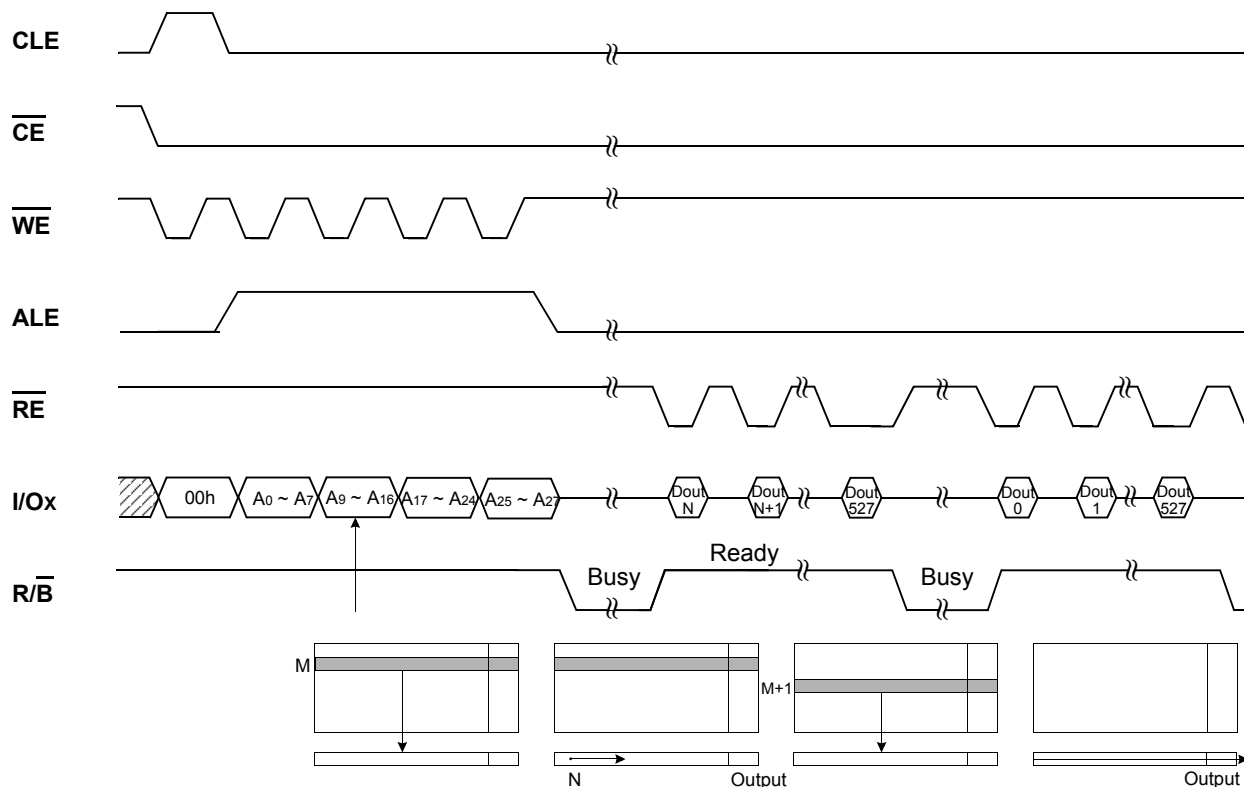 CLE
CE
WE
ALE
RE
I/Ox
00h
A0 ~ A7
A9 ~ A16
A17 ~ A24
A25 ~ A27
Dout
N
Dout
N+1
Dout
527
Dout
0
Dout
1
Dout
527
R/B
Busy
Ready
Busy
M
M+1
N
Output
Output